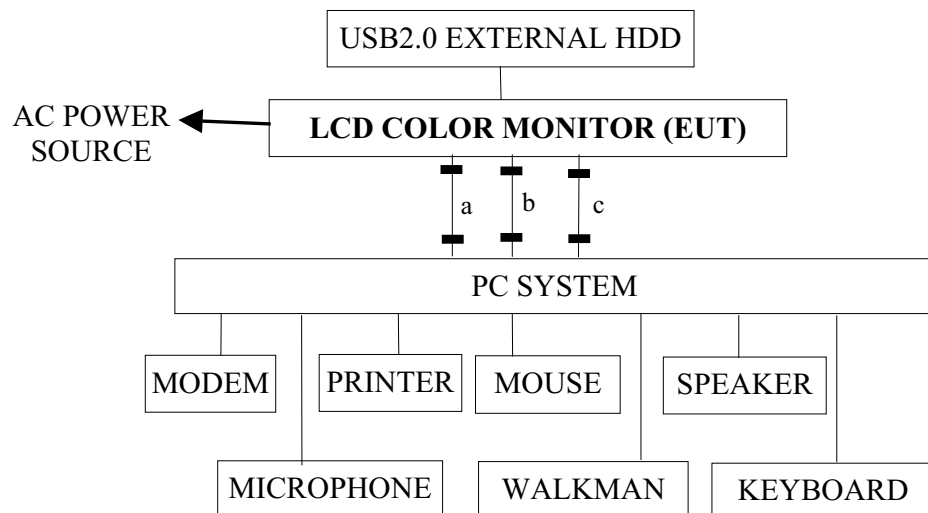 USB2.0 EXTERNAL HDD
AC POWER
SOURCE
LCD COLOR MONITOR (EUT)
a
b
c
PC SYSTEM
MODEM
PRINTER
MOUSE
SPEAKER
MICROPHONE
WALKMAN
KEYBOARD